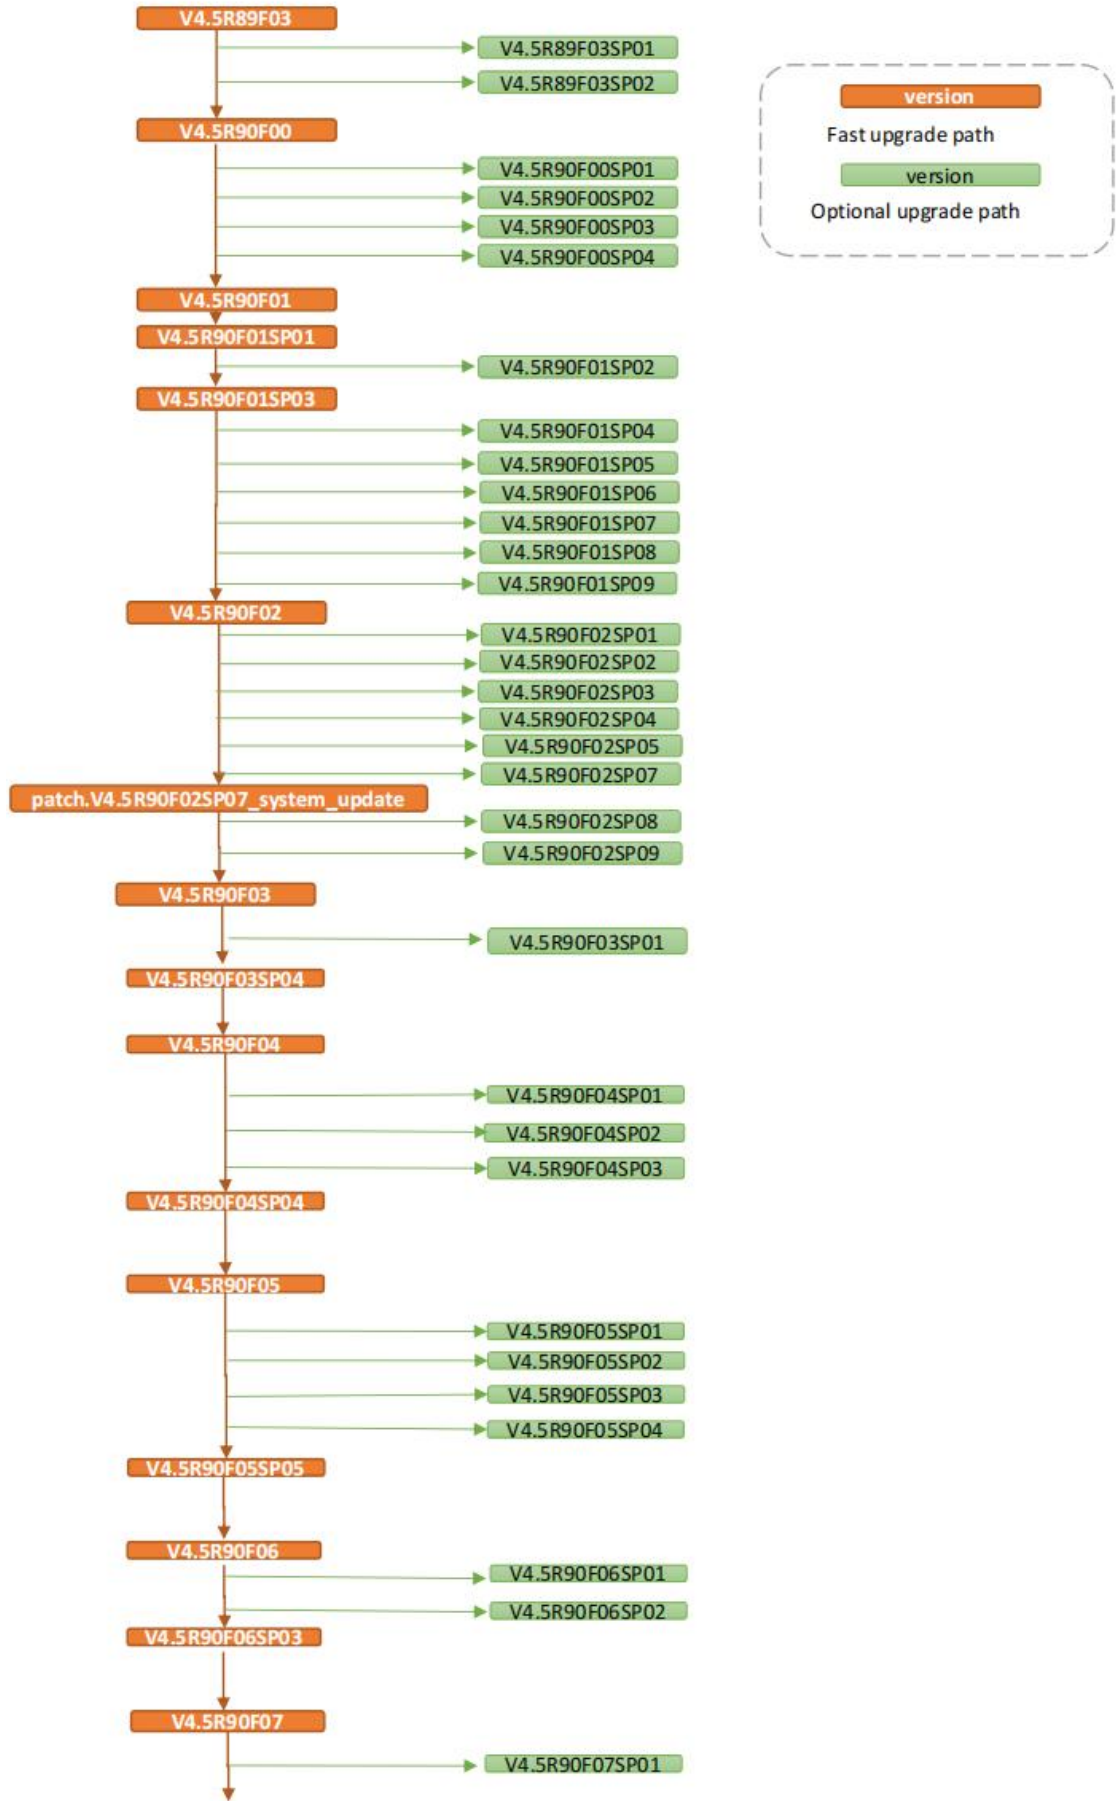 V4.5R89F03
V4.5R89F03SP01
V4.5R89F03SP02
V4.5R90F00
V4.5R90F00SP01
V4.5R90F00SP02
V4.5R90F00SP03
V4.5R90F00SP04
version
Fast upgrade path
version
Optional upgrade path
V4.5R90F01
V4.5R90F01SP01
V4.5R90F01SP02
V4.5R90F01SP03
V4.5R90F01SP04
V4.5R90F01SP05
V4.5R90F01SP06
V4.5R90F01SP07
V4.5R90F01SP08
V4.5R90F01SP09
V4.5R90F02
V4.5R90F02SP01
V4.5R90F02SP02
V4.5R90F02SP03
V4.5R90F02SP04
V4.5R90F02SP05
V4.5R90F02SP07
patch.V4.5R90F02SP07_system_update
V4.5R90F02SP08
V4.5R90F02SP09
V4.5R90F03
V4.5R90F03SP01
V4.5R90F03SP04
V4.5R90F04
V4.5R90F04SP01
V4.5R90F04SP02
V4.5R90F04SP03
V4.5R90F04SP04
V4.5R90F05
V4.5R90F05SP01
V4.5R90F05SP02
V4.5R90F05SP03
V4.5R90F05SP04
V4.5R90F05SP05
V4.5R90F06
V4.5R90F06SP01
V4.5R90F06SP02
V4.5R90F06SP03
V4.5R90F07
V4.5R90F07SP01